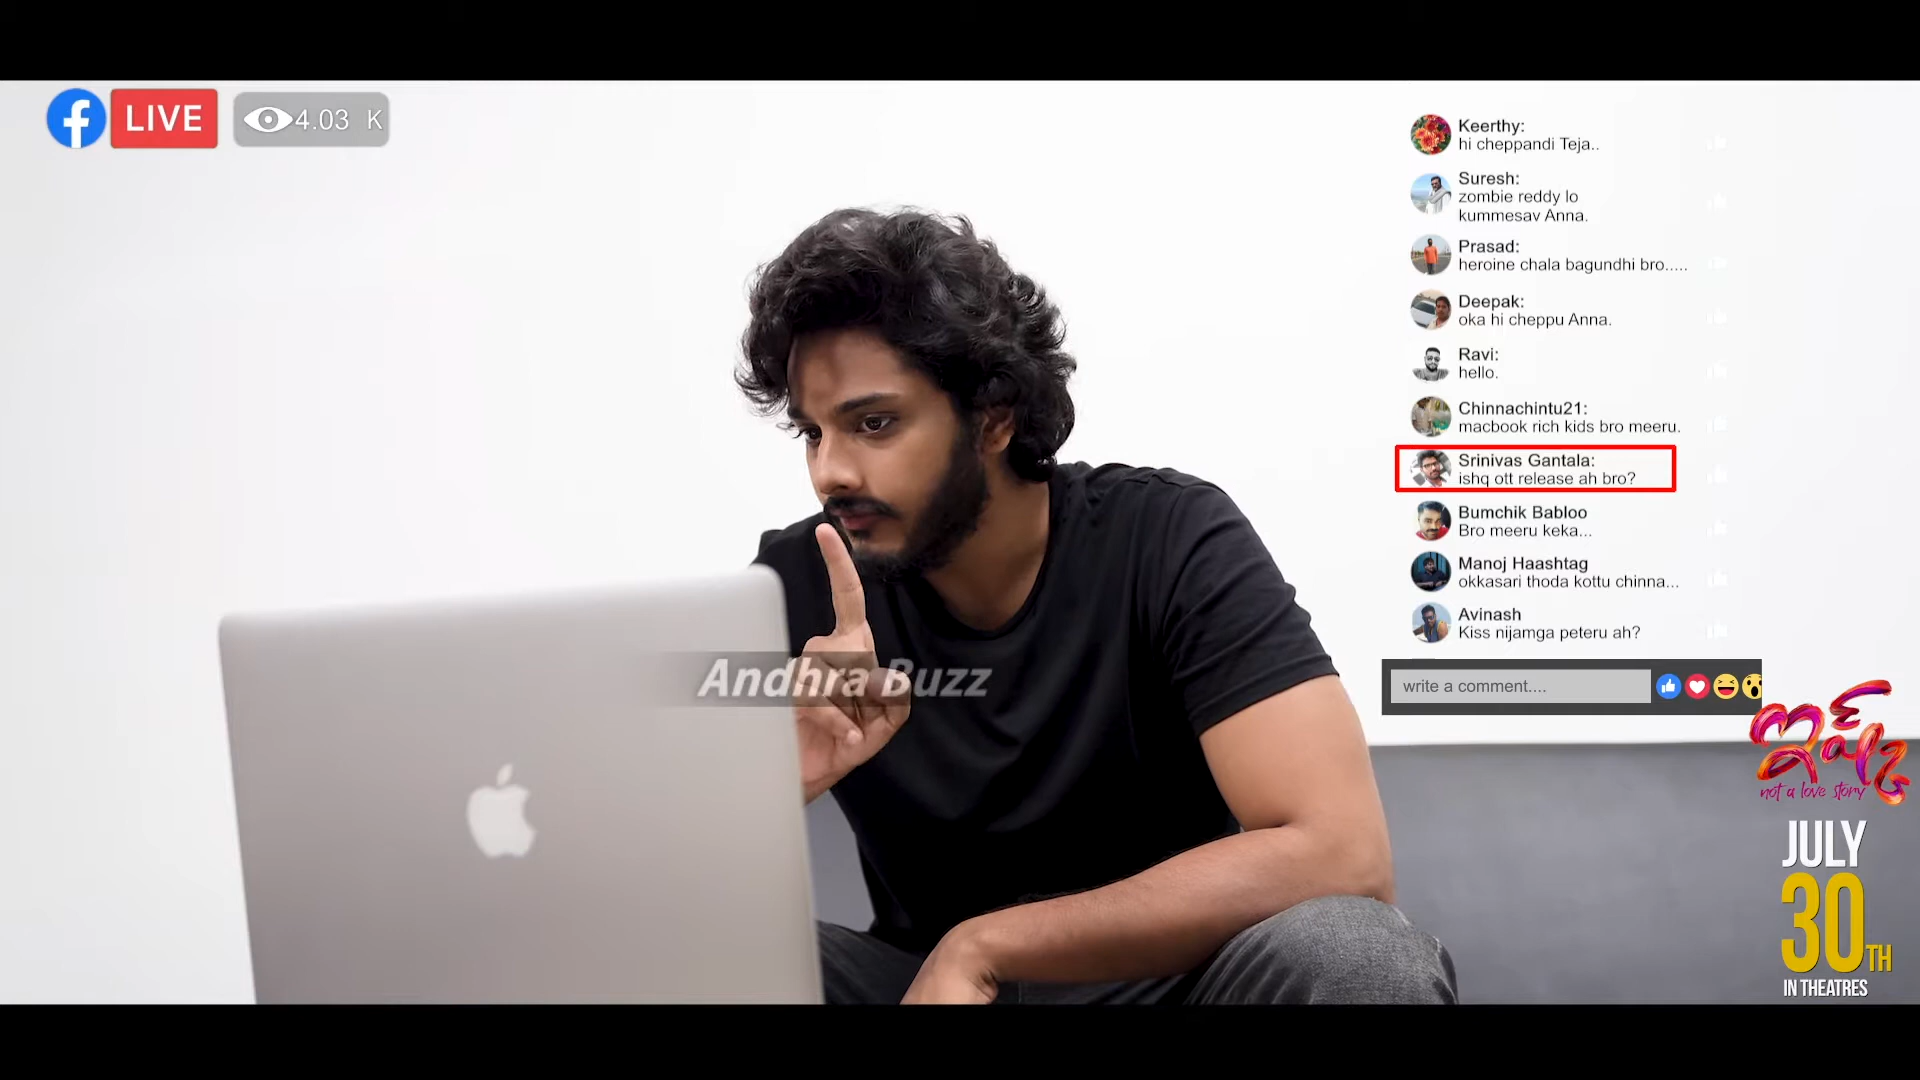 LIVE
4.03 K
Keerthy:
hi cheppandi Teja..
Suresh:
zombie reddy lo
kummesav Anna.
Prasad:
heroine chala bagundhi bro.....
Deepak:
oka hi cheppu Anna.
Ravi:
hello.
Chinnachintu21:
macbook rich kids bro meeru.
Srinivas Gantala:
ishq ott release ah bro?
Bumchik Babloo
Bro meeru keka...
Manoj Haashtag
okkasari thoda kottu chinna...
Avinash
Kiss nijamga peteru ah?
write a comment....
Andhra Buzz
ఇష్క్
not a love story
JULY
30TH
IN THEATRES